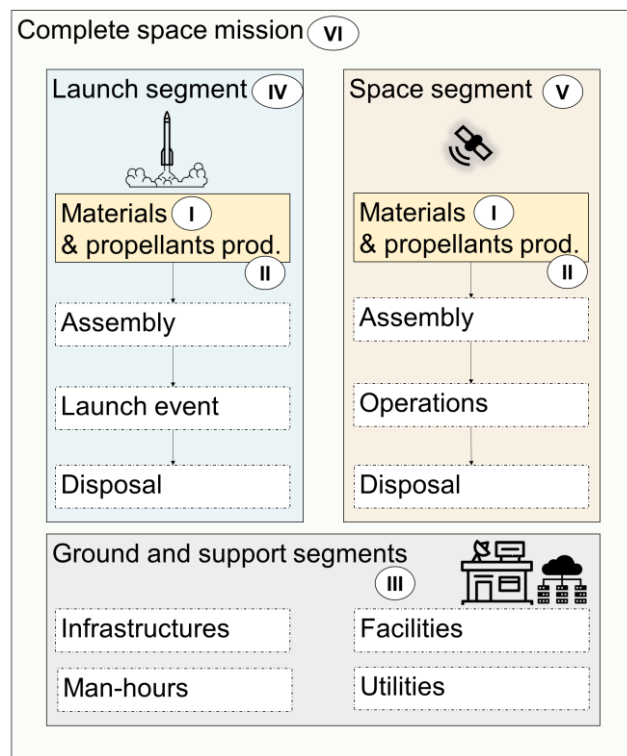 Complete space mission VI
Launch segment IV
Materials I
& propellants prod.
II
Assembly
Launch event
Disposal
Space segment V
Materials I
& propellants prod.
II
Assembly
Operations
Disposal
Ground and support segments
III
Infrastructures
Facilities
Man-hours
Utilities